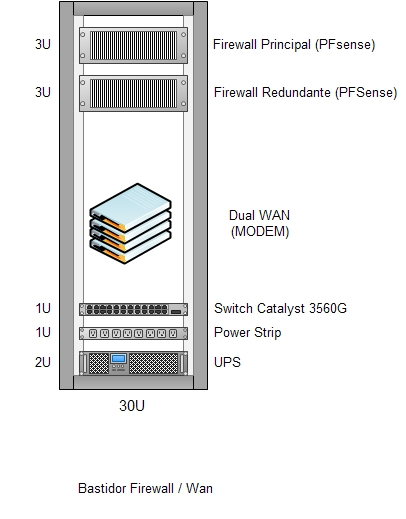 3U Firewall Principal (PFsense)
3U Firewall Redundante (PFSense)
Dual WAN
(MODEM)
1U Switch Catalyst 3560G
1U Power Strip
2U UPS
30U
Bastidor Firewall / Wan